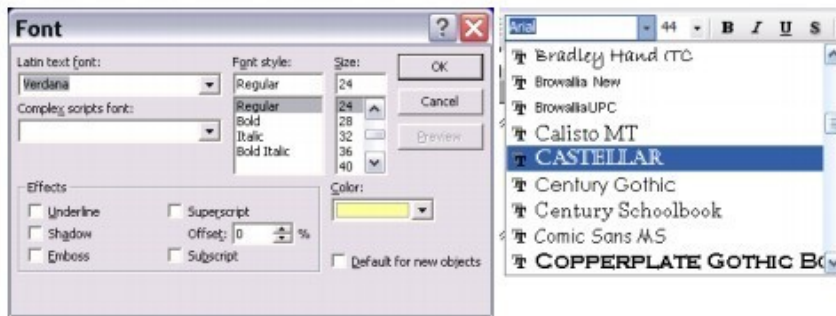 Font
Latin text font: Font style: Size:
Verdana Regular 24 OK
Complex scripts font: Regular 24 Cancel
Bold 28
Italic 32 Preview
Bold Italic 36
40
Effects Color:
Underline Superscript
Shadow Offset: 0 %
Emboss Subscript Default for new objects
Arial 44 B I U S
Bradley Hand ITC
Browallia New
BrowalliaUPC
Calisto MT
CASTELLAR
Century Gothic
Century Schoolbook
Comic Sans MS
COPPERPLATE GOTHIC BO